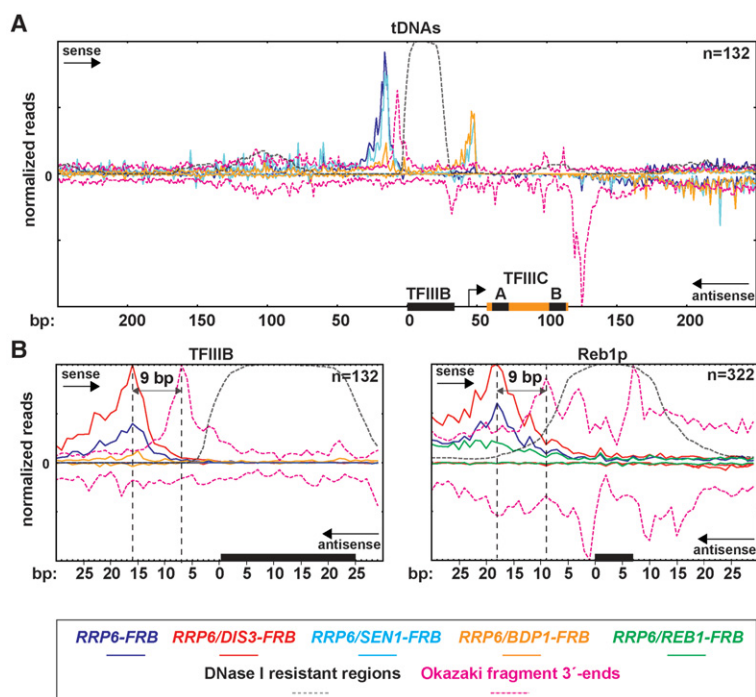 A
tDNAs
sense
n=132
normalized reads
0
TFIIIB
TFIIIC
A
B
antisense
bp: 200 150 100 50 0 50 100 150 200
B
TFIIIB
sense
9 bp
n=132
normalized reads
0
antisense
bp: 25 20 15 10 5 0 5 10 15 20 25
Reb1p
sense
9 bp
n=322
antisense
bp: 25 20 15 10 5 0 5 10 15 20 25
RRP6-FRB RRP6/DIS3-FRB RRP6/SEN1-FRB RRP6/BDP1-FRB RRP6/REB1-FRB
DNase I resistant regions Okazaki fragment 3´-ends